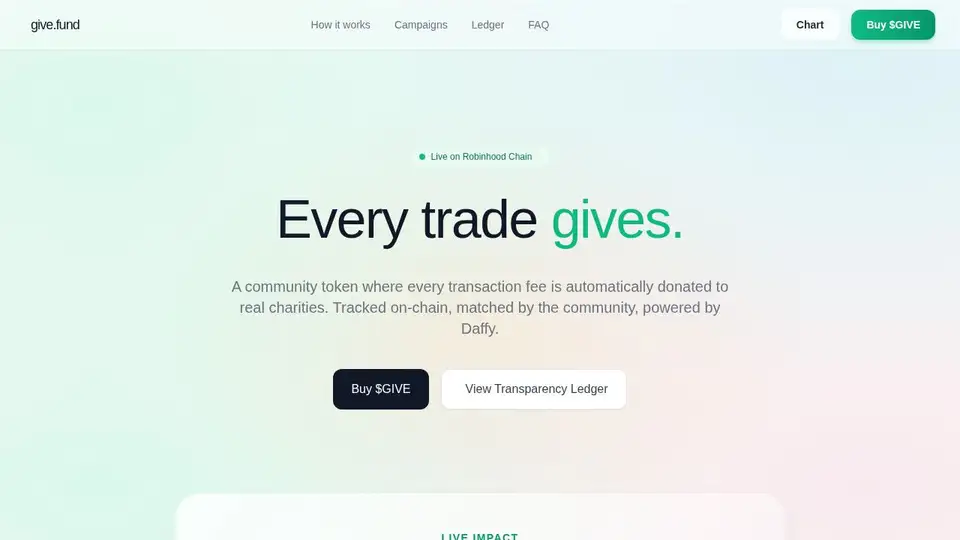 give.fund
How it works
Campaigns
Ledger
FAQ
Chart
Buy $GIVE
Live on Robinhood Chain
Every trade gives.
A community token where every transaction fee is automatically donated to
real charities. Tracked on-chain, matched by the community, powered by
Daffy.
Buy $GIVE
View Transparency Ledger
LIVE IMPACT